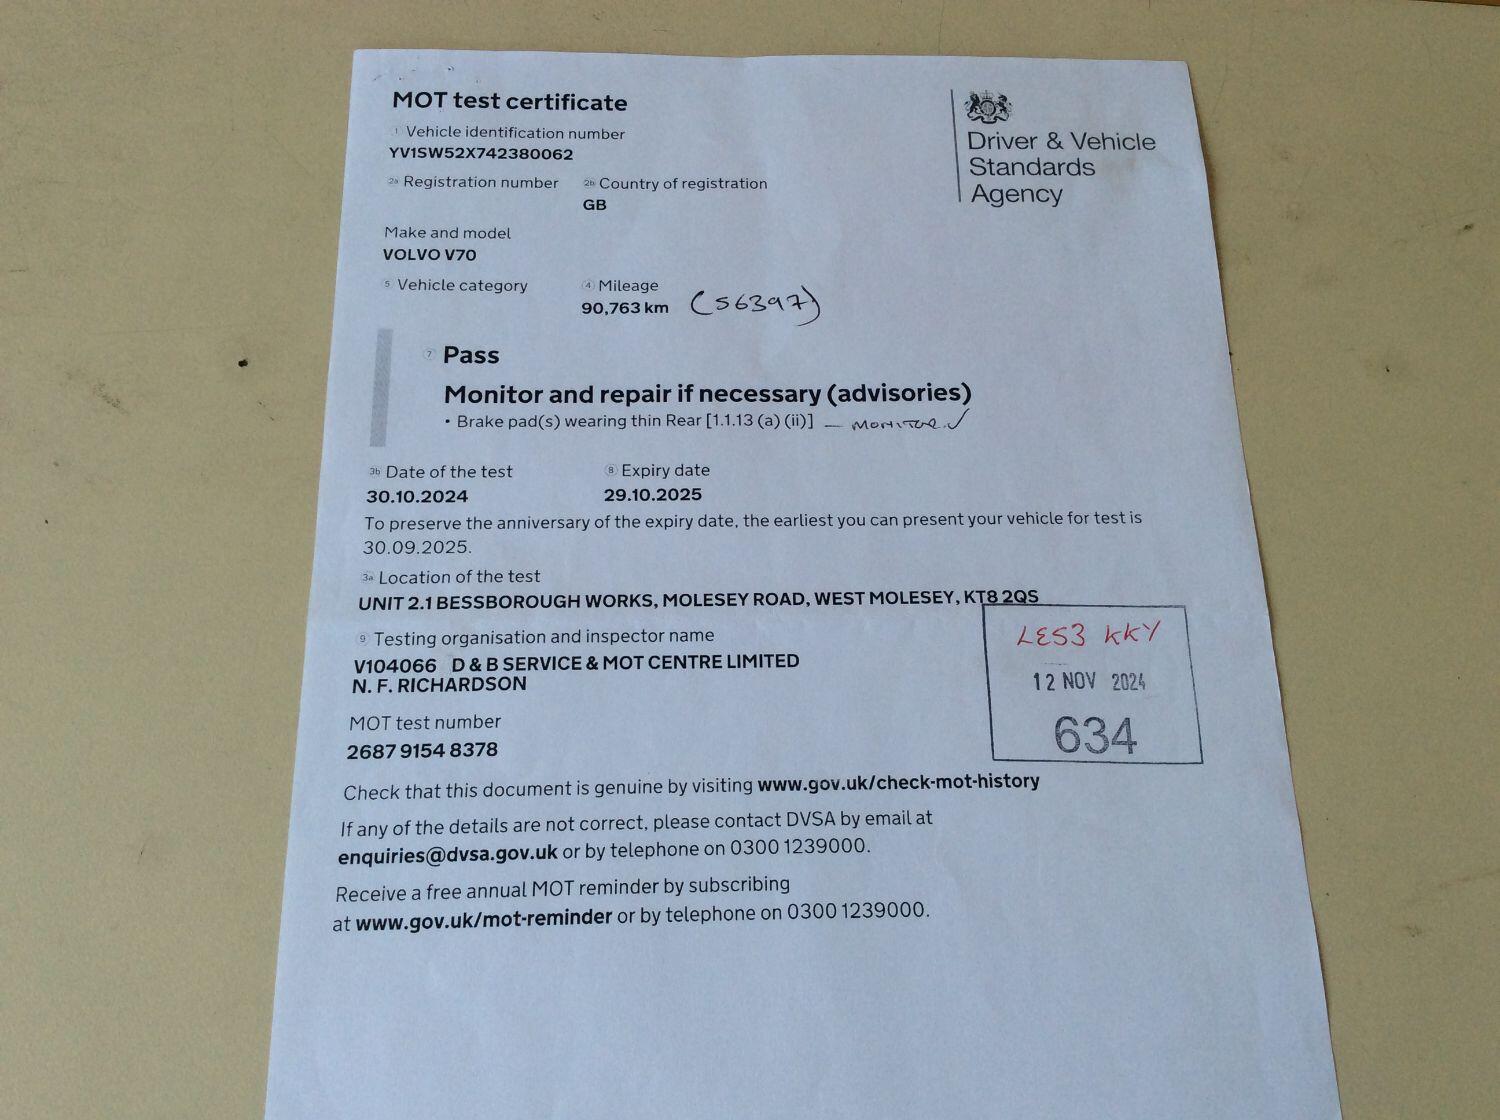 MOT test certificate
1 Vehicle identification number
YV1SW52X742380062
2a Registration number 2b Country of registration
GB
Make and model
VOLVO V70
5 Vehicle category 4 Mileage
90,763 km (56397)
7 Pass
Monitor and repair if necessary (advisories)
• Brake pad(s) wearing thin Rear [1.1.13 (a) (ii)] — MONITOR. ✓
3b Date of the test 8 Expiry date
30.10.2024 29.10.2025
To preserve the anniversary of the expiry date, the earliest you can present your vehicle for test is
30.09.2025.
3a Location of the test
UNIT 2.1 BESSBOROUGH WORKS, MOLESEY ROAD, WEST MOLESEY, KT8 2QS
9 Testing organisation and inspector name
V104066 D & B SERVICE & MOT CENTRE LIMITED
N. F. RICHARDSON
MOT test number
2687 9154 8378
Check that this document is genuine by visiting www.gov.uk/check-mot-history
If any of the details are not correct, please contact DVSA by email at
enquiries@dvsa.gov.uk or by telephone on 0300 1239000.
Receive a free annual MOT reminder by subscribing
at www.gov.uk/mot-reminder or by telephone on 0300 1239000.
Driver & Vehicle
Standards
Agency
LE53 KKY
12 NOV 2024
634